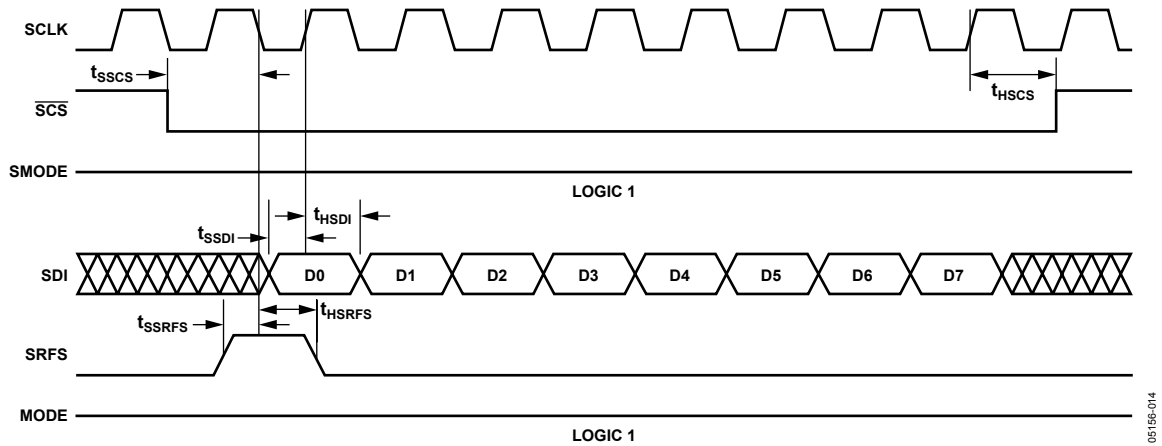 SCLK
tSSCS
tHSCS
SCS
SMODE
LOGIC 1
tHSDI
tSSDI
SDI
D0 D1 D2 D3 D4 D5 D6 D7
tHSRFS
tSSRFS
SRFS
MODE
LOGIC 1
05156-014